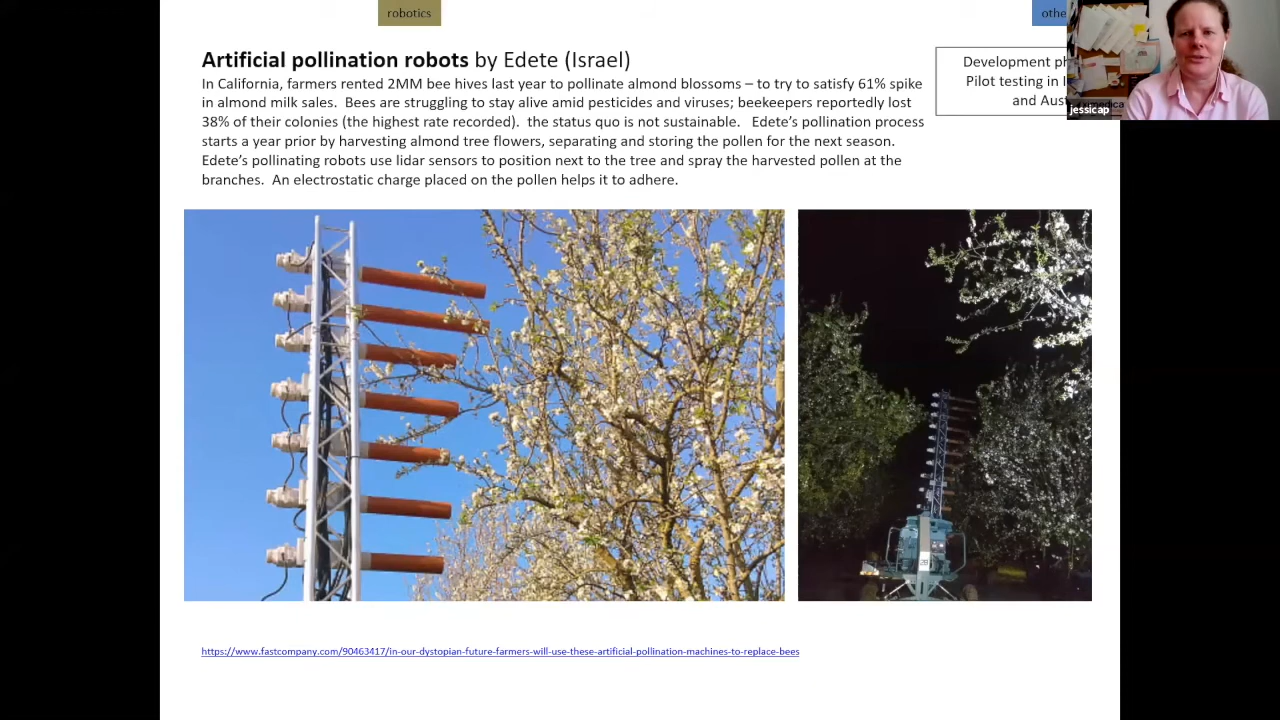 robotics
othe
Artificial pollination robots by Edete (Israel)
In California, farmers rented 2MM bee hives last year to pollinate almond blossoms – to try to satisfy 61% spike
in almond milk sales. Bees are struggling to stay alive amid pesticides and viruses; beekeepers reportedly lost
38% of their colonies (the highest rate recorded). the status quo is not sustainable. Edete's pollination process
starts a year prior by harvesting almond tree flowers, separating and storing the pollen for the next season.
Edete's pollinating robots use lidar sensors to position next to the tree and spray the harvested pollen at the
branches. An electrostatic charge placed on the pollen helps it to adhere.
Development ph
Pilot testing in I
and Aust
jessicap
https://www.fastcompany.com/90463417/in-our-dystopian-future-farmers-will-use-these-artificial-pollination-machines-to-replace-bees